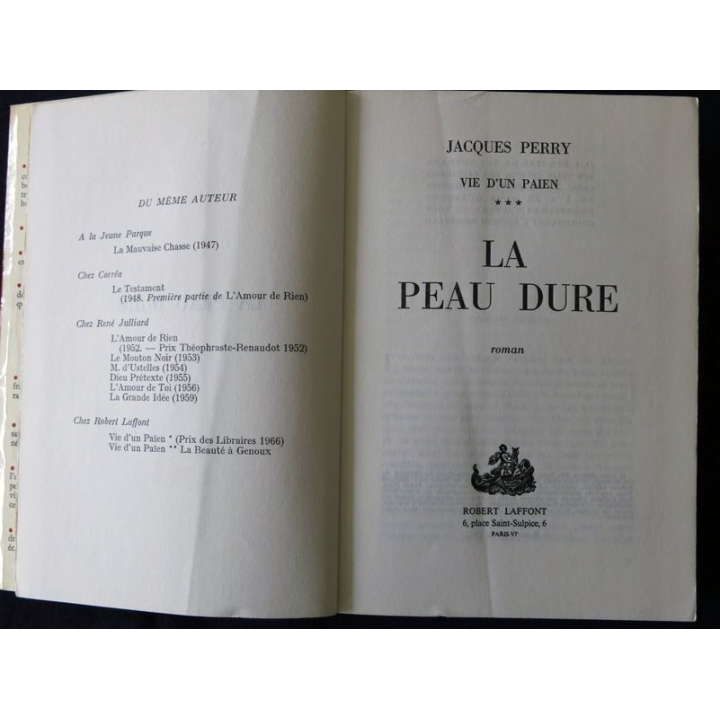 DU MÊME AUTEUR
A la Jeune Parque
La Mauvaise Chasse (1947)
Chez Corrêa
Le Testament
(1948. Première partie de L'Amour de Rien)
Chez René Julliard
L'Amour de Rien
(1952. — Prix Théophraste-Renaudot 1952)
Le Mouton Noir (1953)
M. d'Ustelles (1954)
Dieu Prétexte (1955)
L'Amour de Toi (1956)
La Grande Idée (1959)
Chez Robert Laffont
Vie d'un Païen * (Prix des Libraires 1966)
Vie d'un Païen ** La Beauté à Genoux
JACQUES PERRY
VIE D'UN PAIEN
***
LA
PEAU DURE
roman
ROBERT LAFFONT
6, place Saint-Sulpice, 6
PARIS-VIe